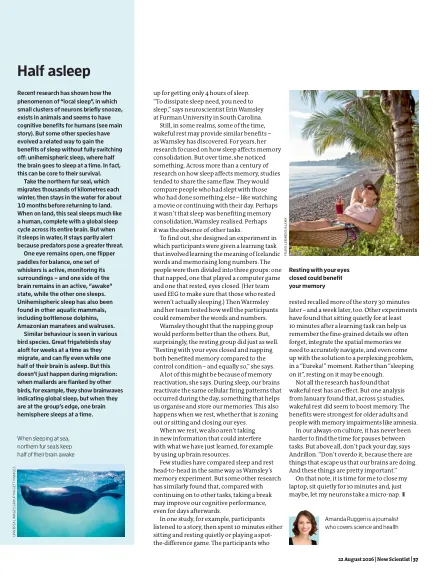 Half asleep
Recent research has shown how the
phenomenon of "local sleep", in which
small clusters of neurons briefly snooze,
exists in animals and seems to have
cognitive benefits for humans (see main
story). But some other species have
evolved a related way to gain the
benefits of sleep without fully switching
off: unihemispheric sleep, where half
the brain goes to sleep at a time. In fact,
this can be core to their survival.
Take the northern fur seal, which
migrates thousands of kilometres each
winter, then stays in the water for about
10 months before returning to land.
When on land, this seal sleeps much like
a human, complete with a global sleep
cycle across its entire brain. But when
it sleeps in water, it stays partly alert
because predators pose a greater threat.
One eye remains open, one flipper
paddles for balance, one set of
whiskers is active, monitoring its
surroundings – and one side of the
brain remains in an active, "awake"
state, while the other one sleeps.
Unihemispheric sleep has also been
found in other aquatic mammals,
including bottlenose dolphins,
Amazonian manatees and walruses.
Similar behaviour is seen in various
bird species. Great frigatebirds stay
aloft for weeks at a time as they
migrate, and can fly even while one
half of their brain is asleep. But this
doesn't just happen during migration:
when mallards are flanked by other
birds, for example, they show brainwaves
indicating global sleep, but when they
are at the group's edge, one brain
hemisphere sleeps at a time.
When sleeping at sea,
northern fur seals keep
half of their brain awake
up for getting only 4 hours of sleep.
"To dissipate sleep need, you need to
sleep," says neuroscientist Erin Wamsley
at Furman University in South Carolina.
Still, in some realms, some of the time,
wakeful rest may provide similar benefits –
as Wamsley has discovered. For years, her
research focused on how sleep affects memory
consolidation. But over time, she noticed
something. Across more than a century of
research on how sleep affects memory, studies
tended to share the same flaw. They would
compare people who had slept with those
who had done something else – like watching
a movie or continuing with their day. Perhaps
it wasn't that sleep was benefiting memory
consolidation, Wamsley realised. Perhaps
it was the absence of other tasks.
To find out, she designed an experiment in
which participants were given a learning task
that involved learning the meaning of Icelandic
words and memorising long numbers. The
people were then divided into three groups: one
that napped, one that played a computer game
and one that rested, eyes closed. (Her team
used EEG to make sure that those who rested
weren't actually sleeping.) Then Wamsley
and her team tested how well the participants
could remember the words and numbers.
Wamsley thought that the napping group
would perform better than the others. But,
surprisingly, the resting group did just as well.
"Resting with your eyes closed and napping
both benefited memory compared to the
control condition – and equally so," she says.
A lot of this might be because of memory
reactivation, she says. During sleep, our brains
reactivate the same cellular firing patterns that
occurred during the day, something that helps
us organise and store our memories. This also
happens when we rest, whether that is zoning
out or sitting and closing our eyes.
When we rest, we also aren't taking
in new information that could interfere
with what we have just learned, for example,
by using up brain resources.
Few studies have compared sleep and rest
head-to-head in the same way as Wamsley's
memory experiment. But some other research
has similarly found that, compared with
continuing on to other tasks, taking a break
may improve our cognitive performance,
even for days afterwards.
In one study, for example, participants
listened to a story, then spent 10 minutes either
sitting and resting quietly or playing a spot-
the-difference game. The participants who
Resting with your eyes
closed could benefit
your memory
rested recalled more of the story 30 minutes
later – and a week later, too. Other experiments
have found that sitting quietly for at least
10 minutes after a learning task can help us
remember the fine-grained details we often
forget, integrate the spatial memories we
need to accurately navigate, and even come
up with the solution to a perplexing problem,
in a "Eureka!" moment. Rather than "sleeping
on it", resting on it may be enough.
Not all the research has found that
wakeful rest has an effect. But one analysis
from January found that, across 53 studies,
wakeful rest did seem to boost memory. The
benefits were strongest for older adults and
people with memory impairments like amnesia.
In our always-on culture, it has never been
harder to find the time for pauses between
tasks. But above all, don't pack your day, says
Andrillon. "Don't overdo it, because there are
things that escape us that our brains are doing.
And these things are pretty important."
On that note, it is time for me to close my
laptop, sit quietly for 10 minutes and, just
maybe, let my neurons take a micro-nap.
Amanda Ruggeri is a journalist
who covers science and health
22 August 2026 | New Scientist | 37